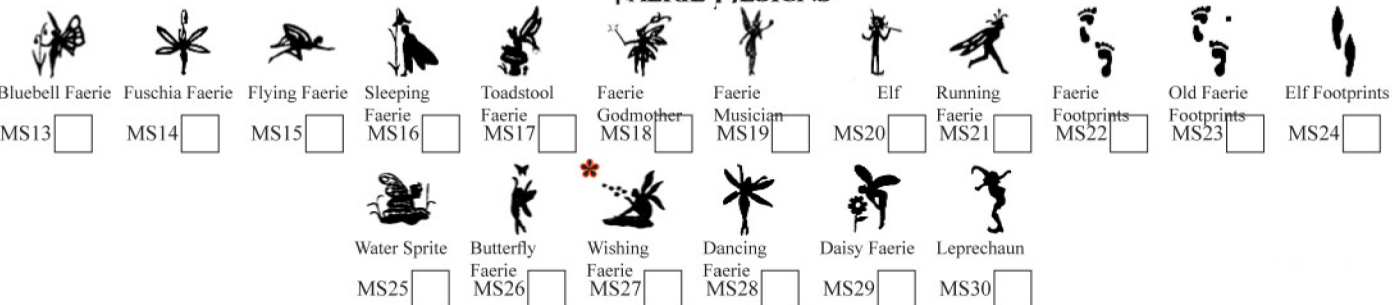 FAERIE DESIGNS
Bluebell Faerie Fuschia Faerie Flying Faerie Sleeping Faerie Toadstool Faerie Faerie Godmother Faerie Musician Elf Running Faerie Faerie Footprints Old Faerie Footprints Elf Footprints
MS13 MS14 MS15 MS16 MS17 MS18 MS19 MS20 MS21 MS22 MS23 MS24
*
Water Sprite Butterfly Faerie Wishing Faerie Dancing Faerie Daisy Faerie Leprechaun
MS25 MS26 MS27 MS28 MS29 MS30